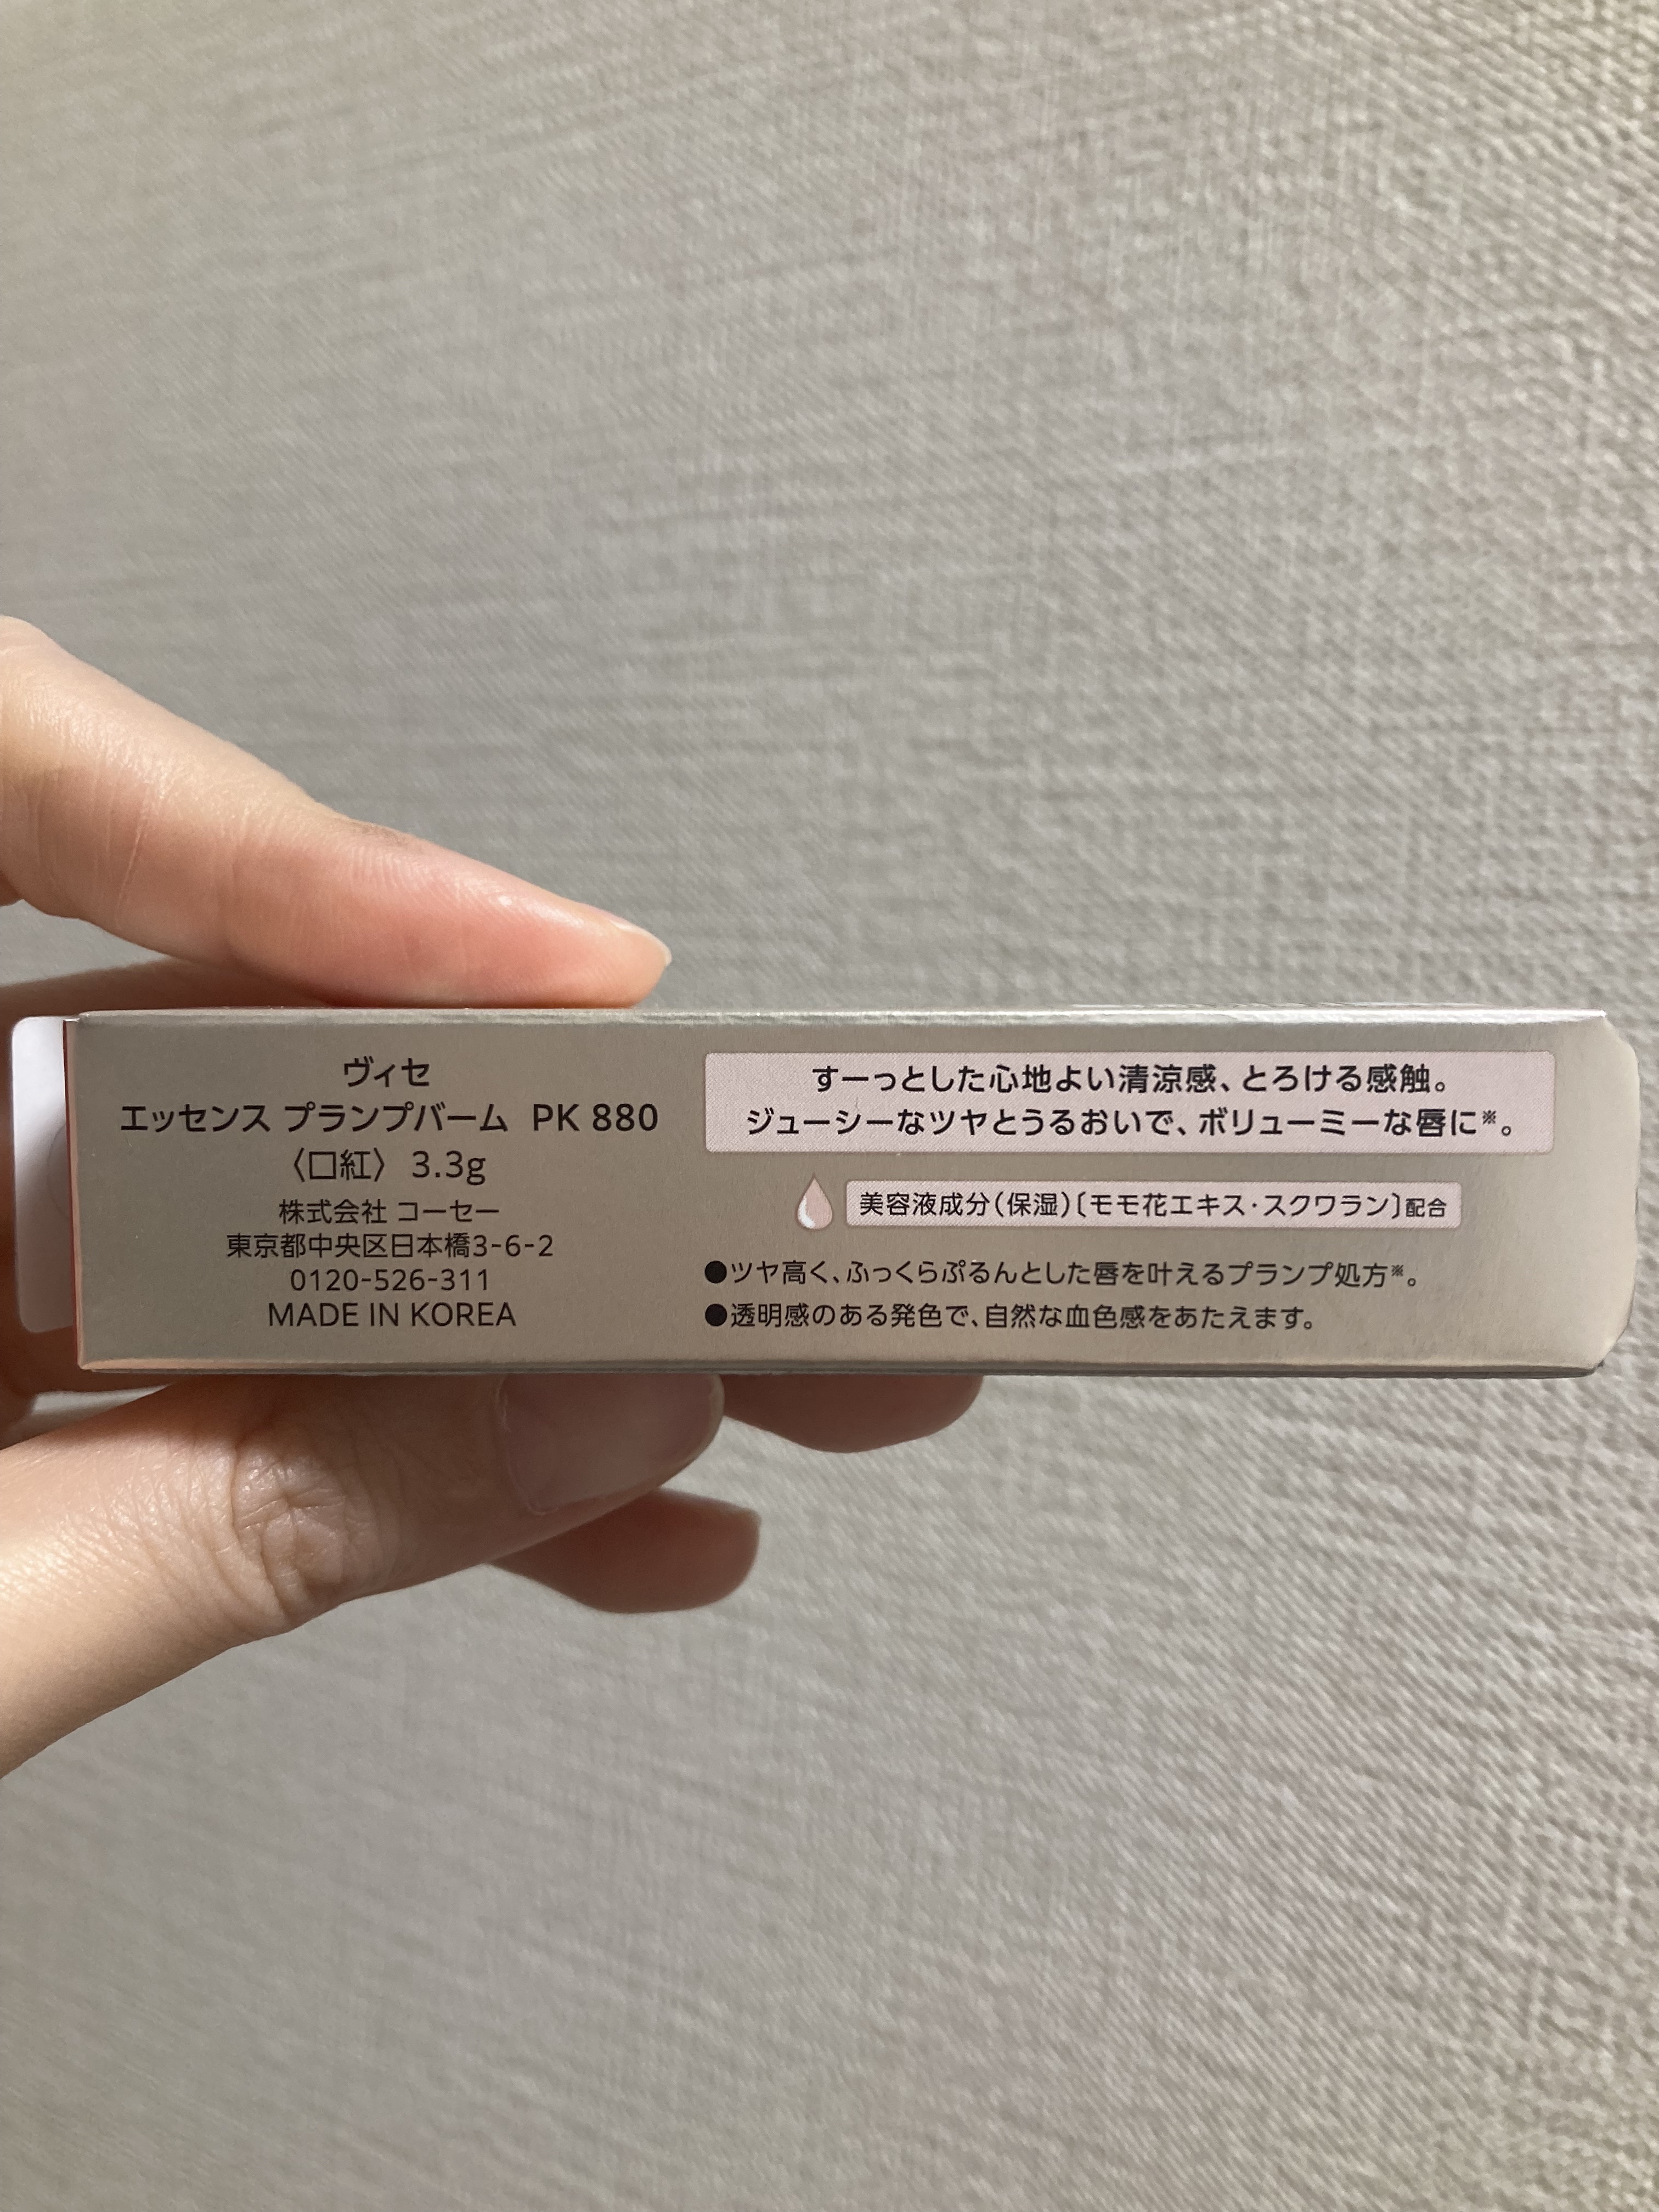 ヴィセ
エッセンス プランプバーム PK 880
〈口紅〉 3.3g
株式会社 コーセー
東京都中央区日本橋3-6-2
0120-526-311
MADE IN KOREA
すーっとした心地よい清涼感、とろける感触。
ジューシーなツヤとうるおいで、ボリューミーな唇に※。
美容液成分(保湿)〔モモ花エキス・スクワラン〕配合
●ツヤ高く、ふっくらぷるんとした唇を叶えるプランプ処方※。
●透明感のある発色で、自然な血色感をあたえます。